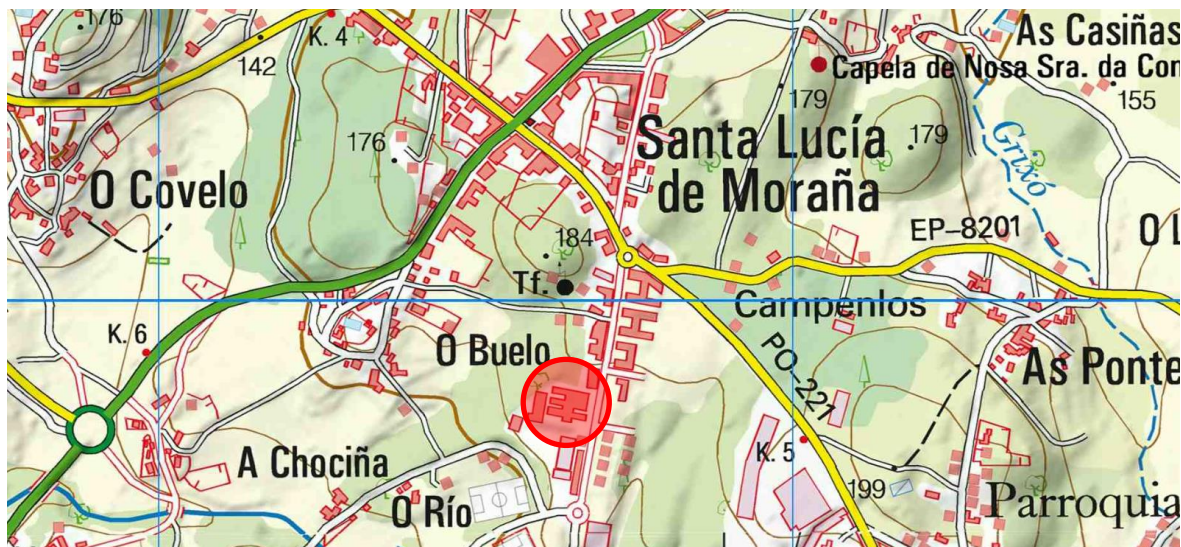 176
K. 4
142
As Casiñas
Capela de Nosa Sra. da Con
179
155
Santa Lucía
de Moraña
176
179
Grixó
O Covelo
EP-8201
184
Tf.
Campenlos
K. 6
O Buelo
PO-221
As Ponte
A Chociña
K. 5
O Río
199
Parroquia